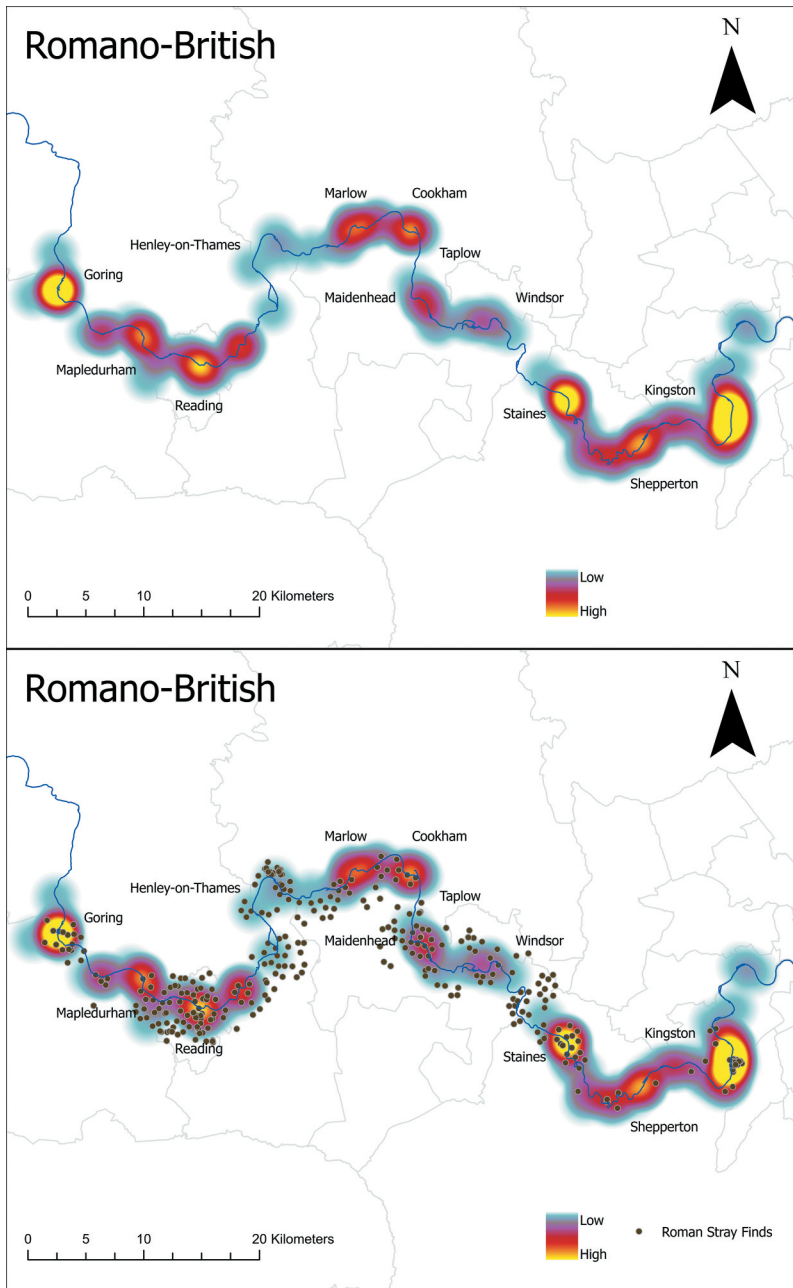 Romano-British
N
Marlow
Cookham
Henley-on-Thames
Taplow
Goring
Maidenhead
Windsor
Mapledurham
Kingston
Reading
Staines
Shepperton
0 10 20 Kilometers
Low
High
Romano-British
N
Marlow
Cookham
Henley-on-Thames
Taplow
Goring
Maidenhead
Windsor
Mapledurham
Kingston
Reading
Staines
Shepperton
0 10 20 Kilometers
Low
High
Roman Stray Finds